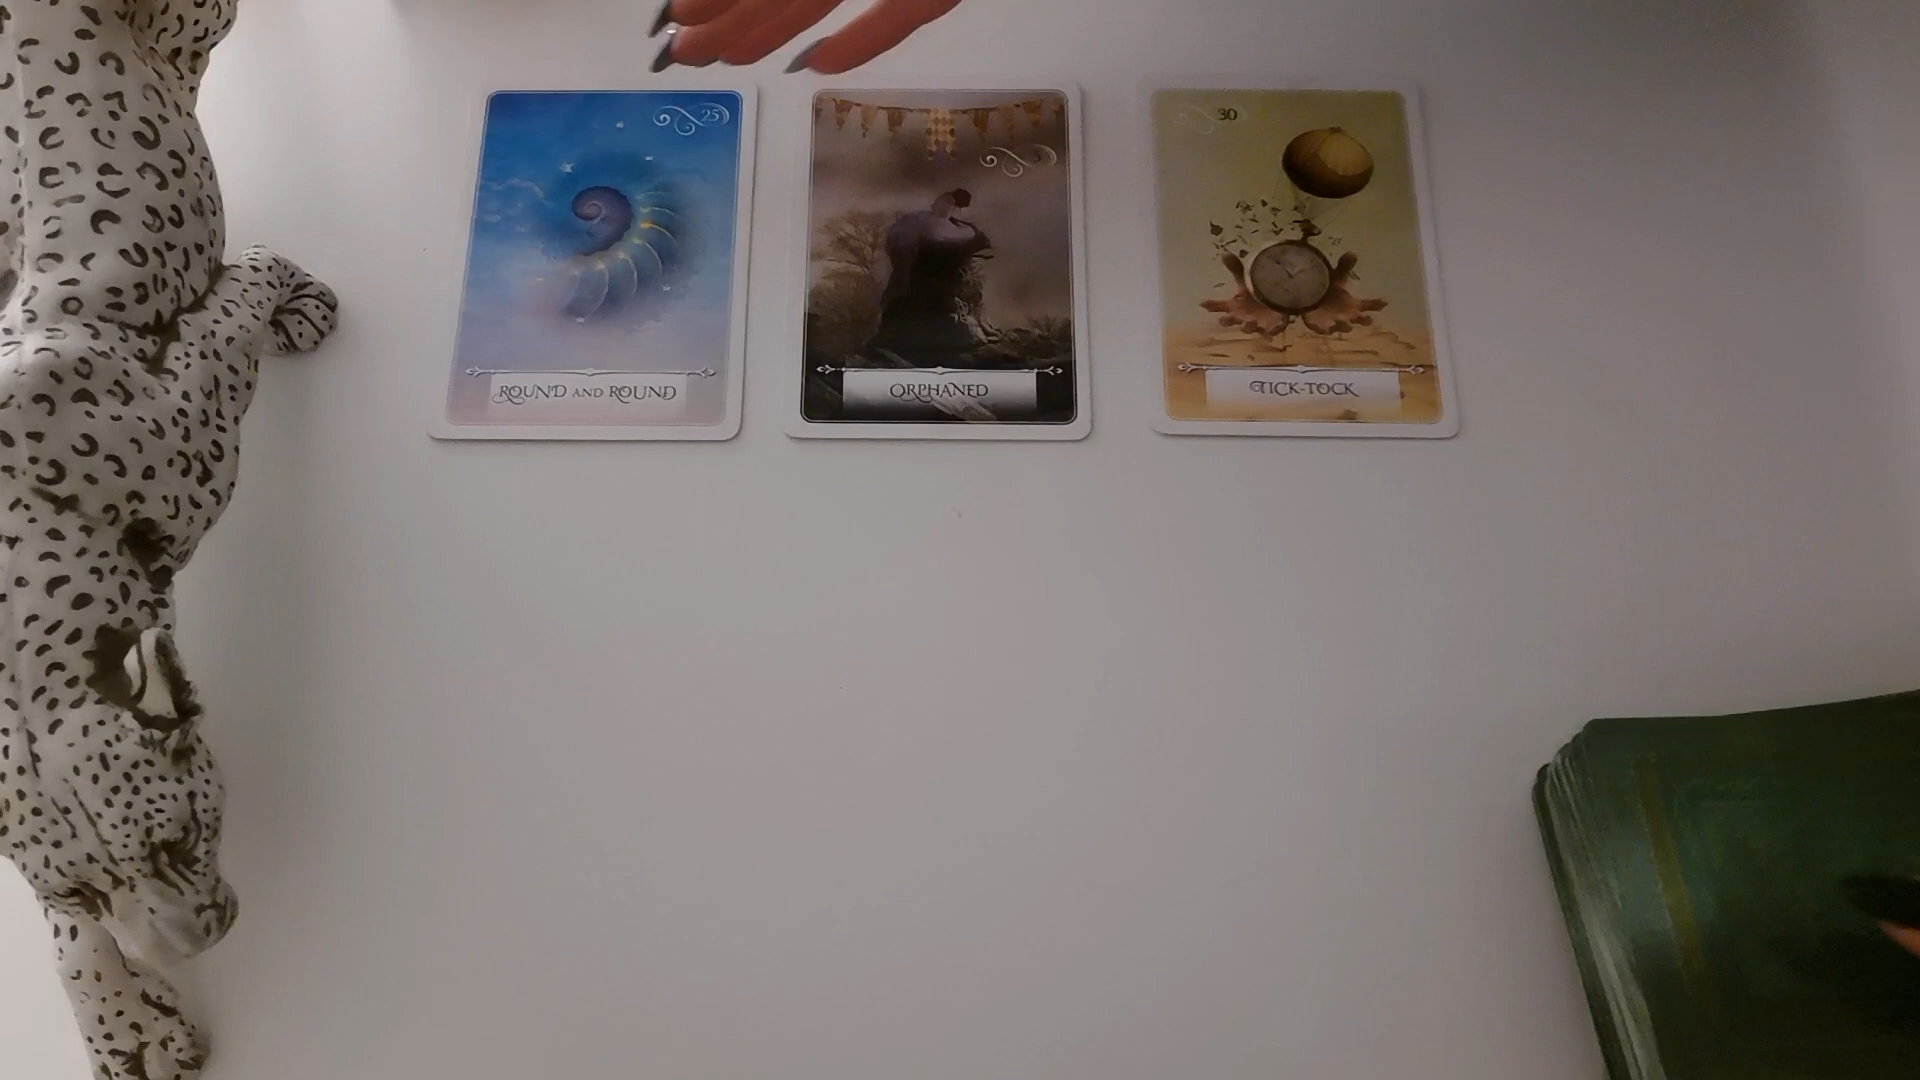 25
ROUND AND ROUND
ORPHANED
30
TICK-TOCK